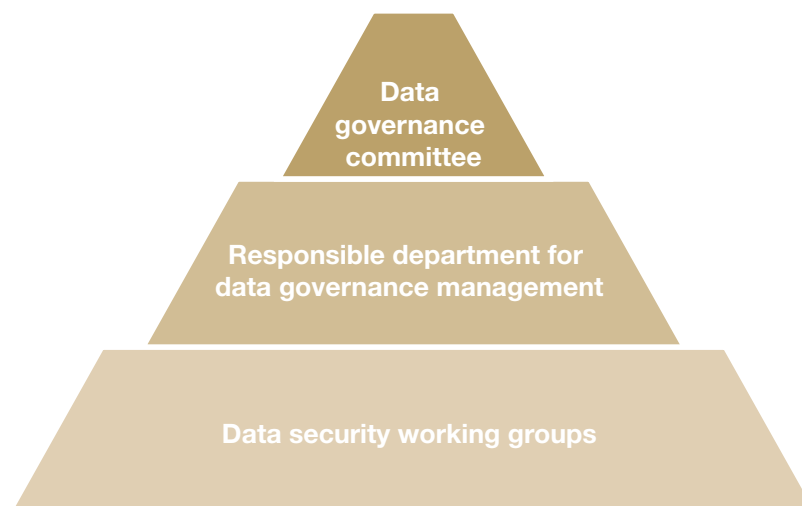 Data
governance
committee
Responsible department for
data governance management
Data security working groups